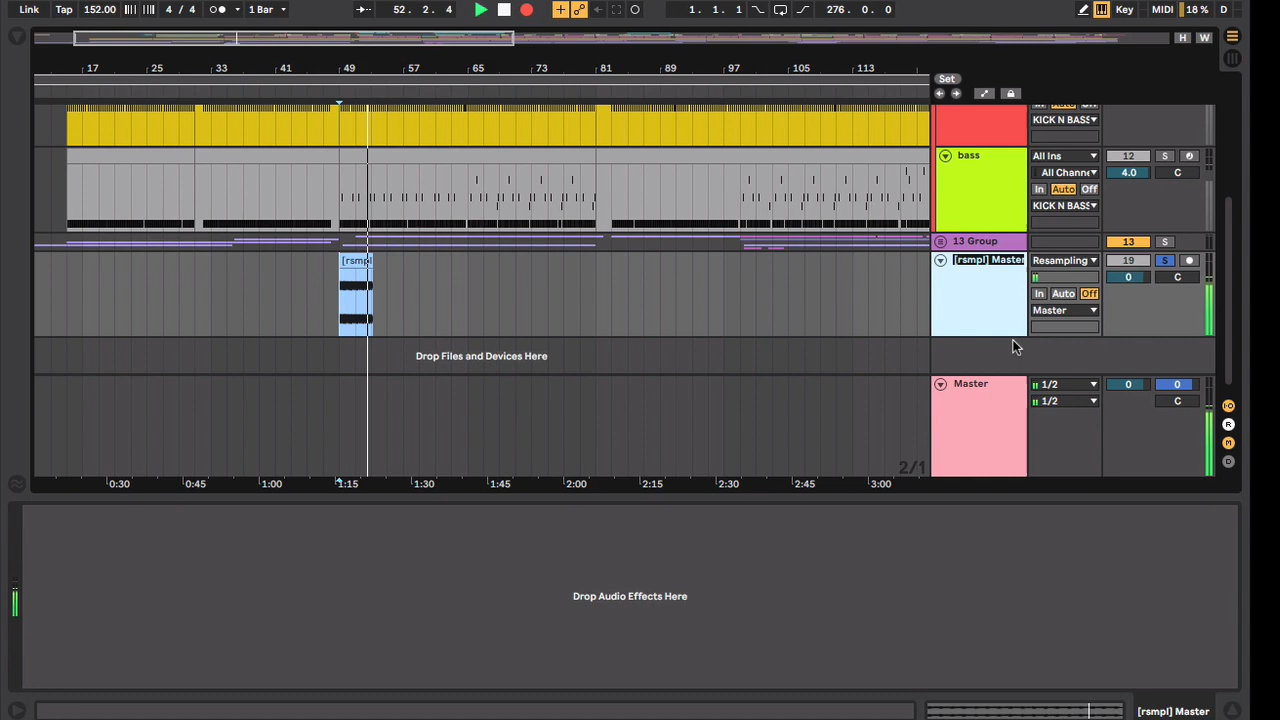 Link Tap 152.00 4 / 4 1 Bar 52. 2. 4 1. 1. 1 276. 0. 0 Key MIDI 18 % D
H W
17 25 33 41 49 57 65 73 81 89 97 105 113
Set
KICK N BASS
bass All Ins 12 S
All Channe 4.0 C
In Auto Off
KICK N BASS
13 Group 13 S
[rsmpl [rsmpl] Master Resampling 19 S
0 C
In Auto Off
Master
Drop Files and Devices Here
Master 1/2 0 0
1/2 C
2/1
0:30 0:45 1:00 1:15 1:30 1:45 2:00 2:15 2:30 2:45 3:00
IO
R
M
D
Drop Audio Effects Here
[rsmpl] Master